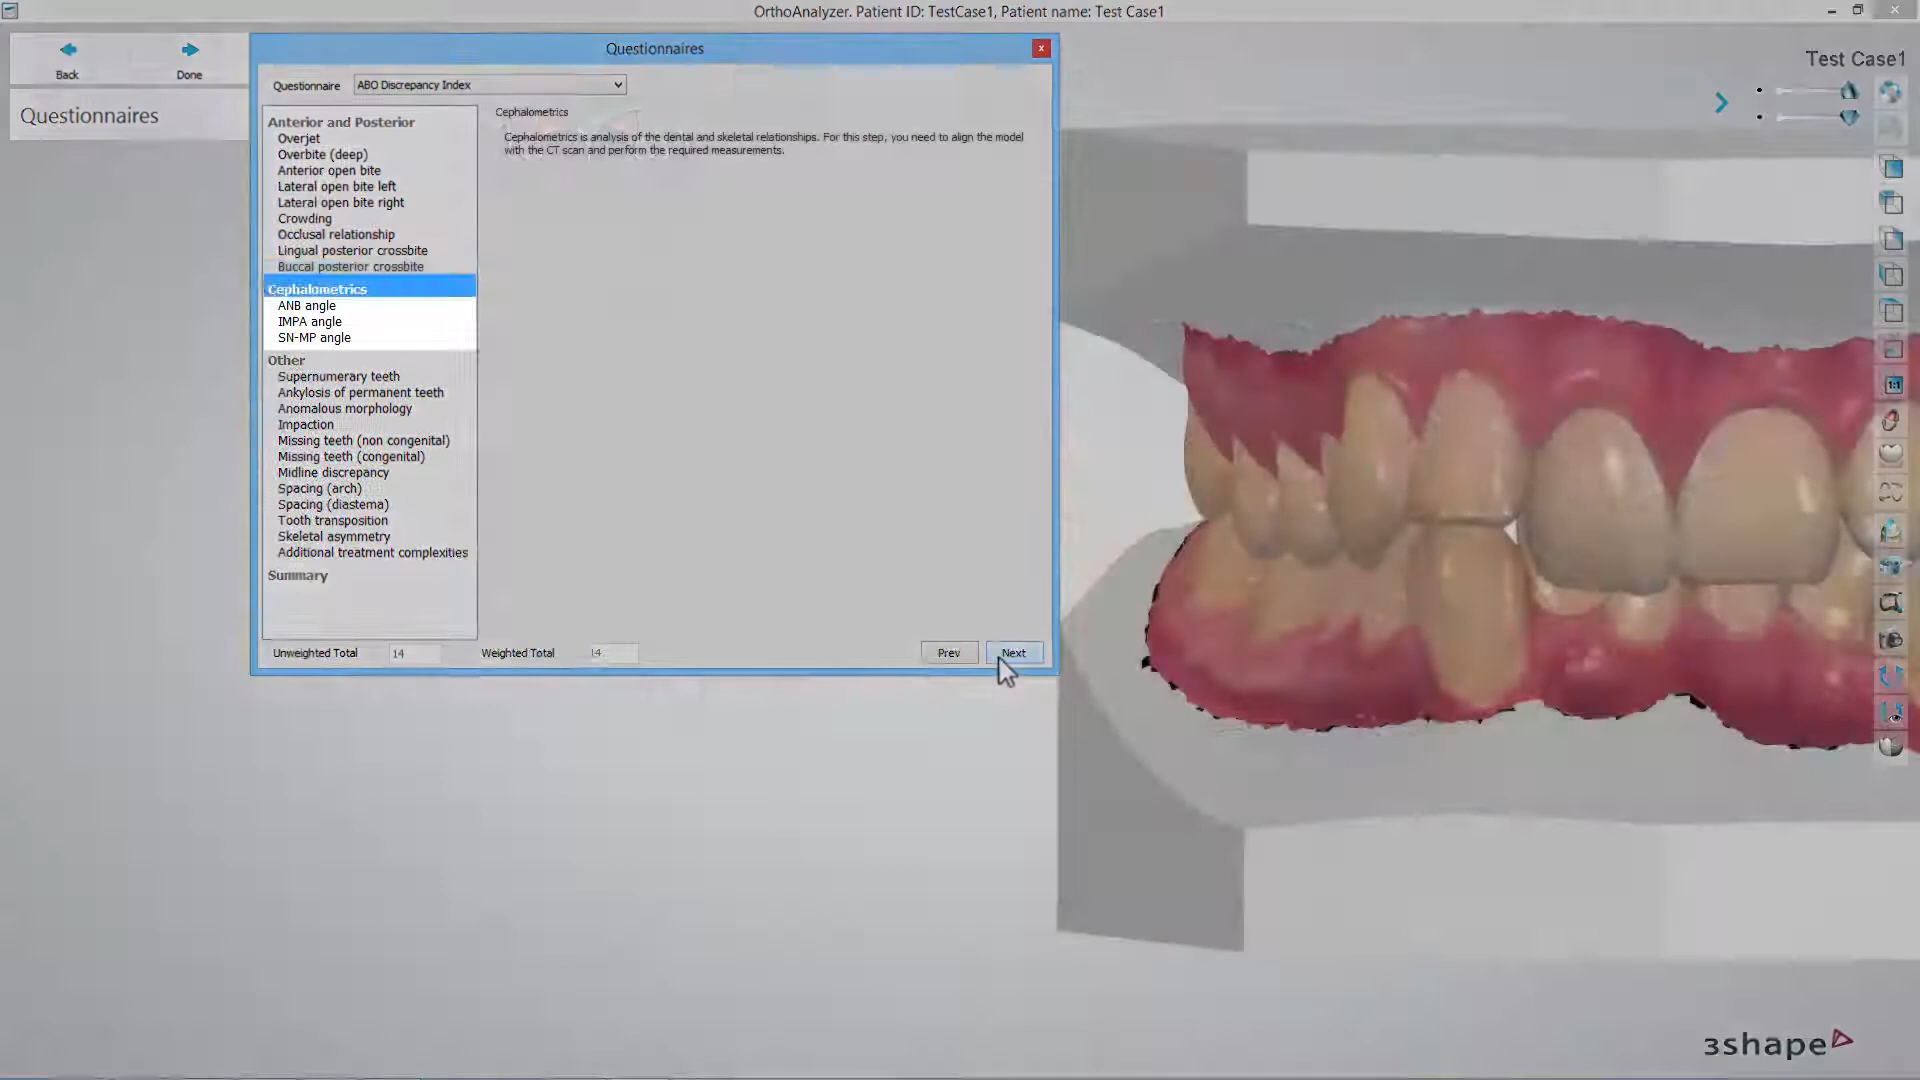 OrthoAnalyzer. Patient ID: TestCase1, Patient name: Test Case1
Back
Done
Questionnaires
Questionnaires
x
Test Case1
Questionnaire
ABO Discrepancy Index
Anterior and Posterior
Overjet
Overbite (deep)
Anterior open bite
Lateral open bite left
Lateral open bite right
Crowding
Occlusal relationship
Lingual posterior crossbite
Buccal posterior crossbite
Cephalometrics
ANB angle
IMPA angle
SN-MP angle
Other
Supernumerary teeth
Ankylosis of permanent teeth
Anomalous morphology
Impaction
Missing teeth (non congenital)
Missing teeth (congenital)
Midline discrepancy
Spacing (arch)
Spacing (diastema)
Tooth transposition
Skeletal asymmetry
Additional treatment complexities
Summary
Cephalometrics
Cephalometrics is analysis of the dental and skeletal relationships. For this step, you need to align the model
with the CT scan and perform the required measurements.
Unweighted Total
14
Weighted Total
14
Prev
Next
1:1
3shape